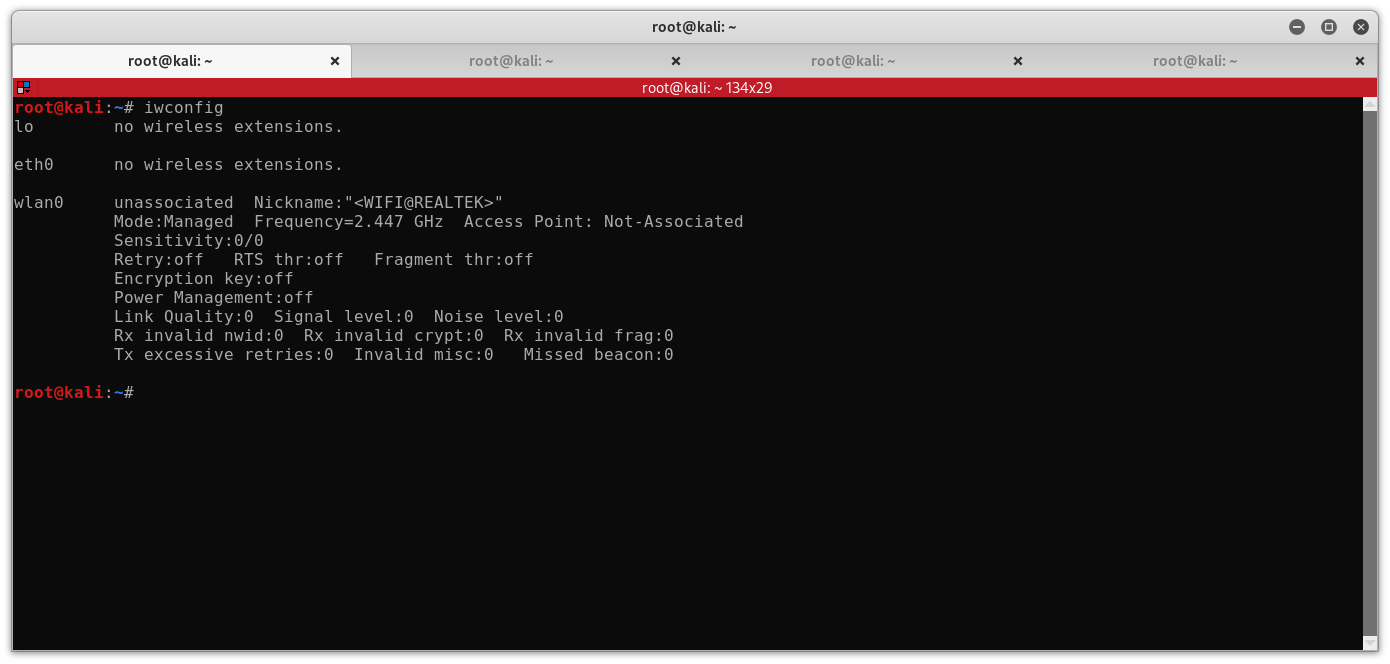 root@kali: ~
root@kali: ~ root@kali: ~ root@kali: ~ root@kali: ~
root@kali: ~ 134x29
root@kali:~# iwconfig
lo        no wireless extensions.
eth0      no wireless extensions.
wlan0     unassociated  Nickname:"<WIFI@REALTEK>"
          Mode:Managed  Frequency=2.447 GHz  Access Point: Not-Associated
          Sensitivity:0/0
          Retry:off   RTS thr:off   Fragment thr:off
          Encryption key:off
          Power Management:off
          Link Quality:0  Signal level:0  Noise level:0
          Rx invalid nwid:0  Rx invalid crypt:0  Rx invalid frag:0
          Tx excessive retries:0  Invalid misc:0   Missed beacon:0
root@kali:~#